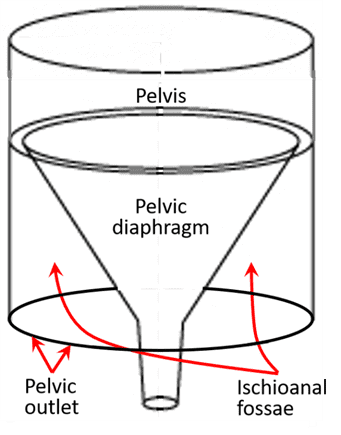 Pelvis
Pelvic
diaphragm
Pelvic
outlet
Ischioanal
fossae